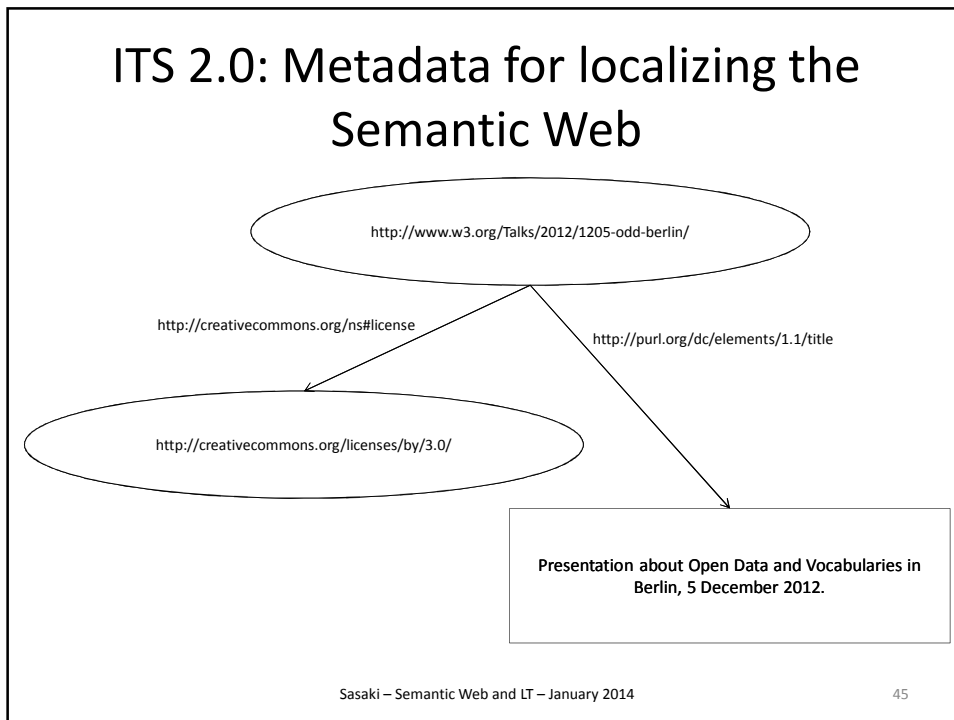 ITS 2.0: Metadata for localizing the
Semantic Web
http://www.w3.org/Talks/2012/1205-odd-berlin/
http://creativecommons.org/ns#license
http://purl.org/dc/elements/1.1/title
http://creativecommons.org/licenses/by/3.0/
Presentation about Open Data and Vocabularies in
Berlin, 5 December 2012.
Sasaki – Semantic Web and LT – January 2014
45